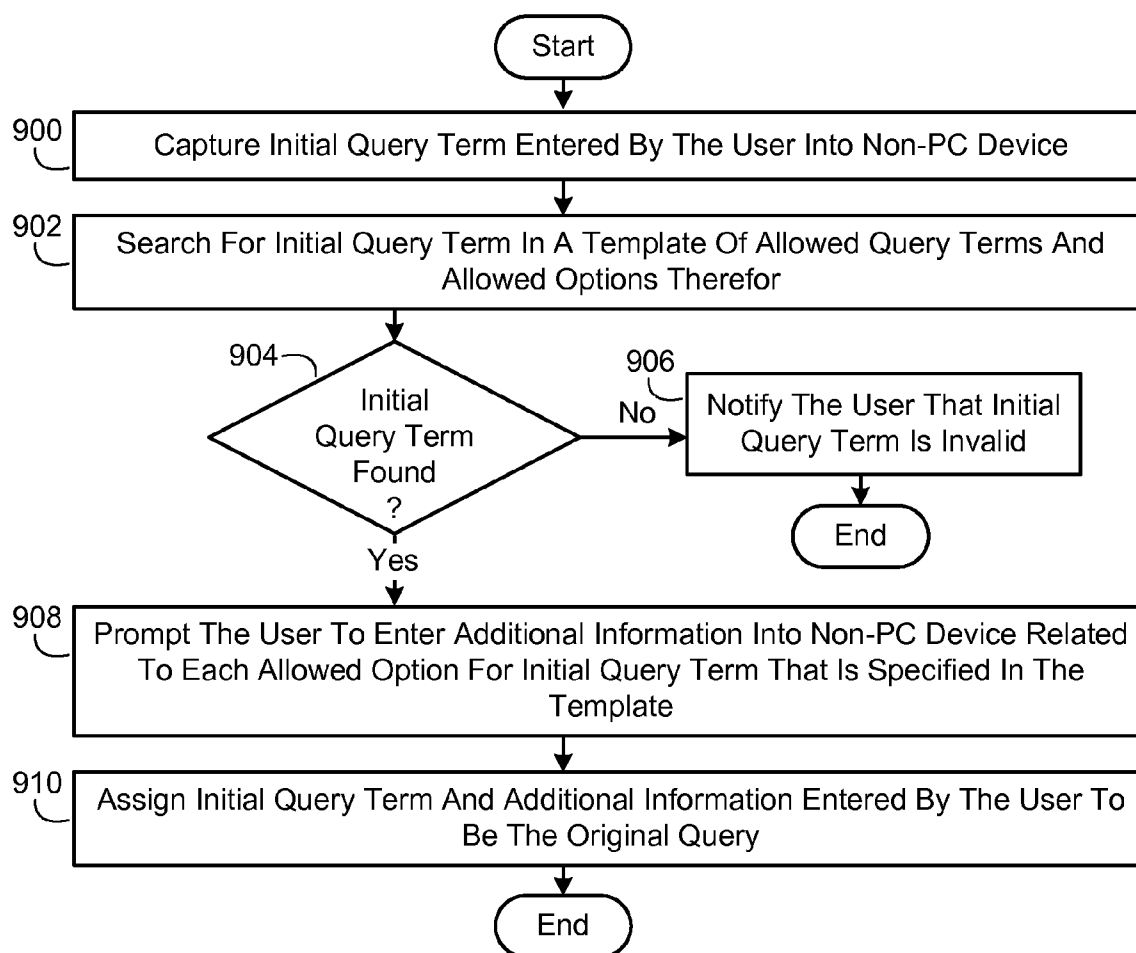 Start
900
Capture Initial Query Term Entered By The User Into Non-PC Device
902
Search For Initial Query Term In A Template Of Allowed Query Terms And
Allowed Options Therefor
904
Initial
Query Term
Found
?
No
906
Notify The User That Initial
Query Term Is Invalid
End
Yes
908
Prompt The User To Enter Additional Information Into Non-PC Device Related
To Each Allowed Option For Initial Query Term That Is Specified In The
Template
910
Assign Initial Query Term And Additional Information Entered By The User To
Be The Original Query
End